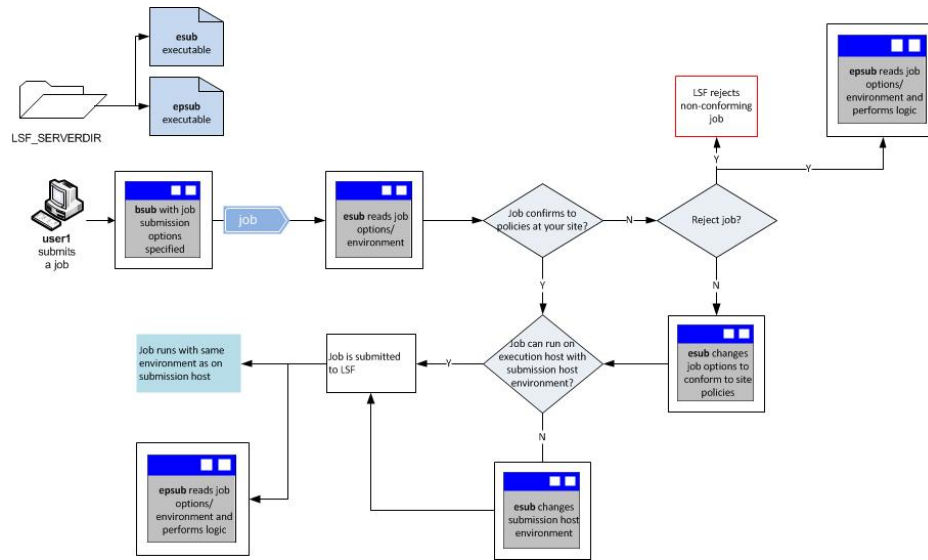 esub
executable
epsub
executable
LSF_SERVERDIR
LSF rejects
non-conforming
job
epsub reads job
options/
environment and
performs logic
Y
Y
user1
submits
a job
bsub with job
submission
options
specified
job
esub reads job
options/
environment
Job confirms to
policies at your site?
N
Reject job?
Y
N
Job runs with same
environment as on
submission host
Job is submitted
to LSF
Y
Job can run on
execution host with
submission host
environment?
esub changes
job options to
conform to site
policies
N
epsub reads job
options/
environment and
performs logic
esub changes
submission host
environment